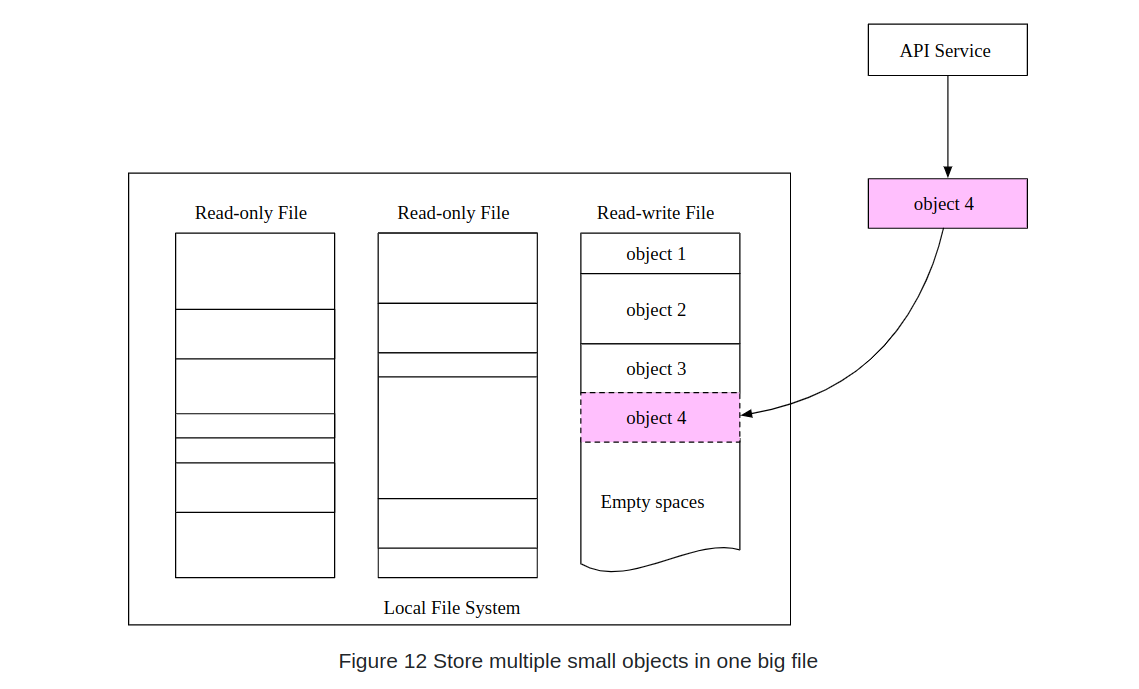 API Service
object 4
Read-only File
Read-only File
Read-write File
object 1
object 2
object 3
object 4
Empty spaces
Local File System
Figure 12 Store multiple small objects in one big file